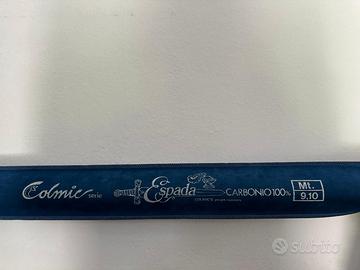 Colmic serie
Espada
CARBONIO 100%
Mt.
9.10
subito